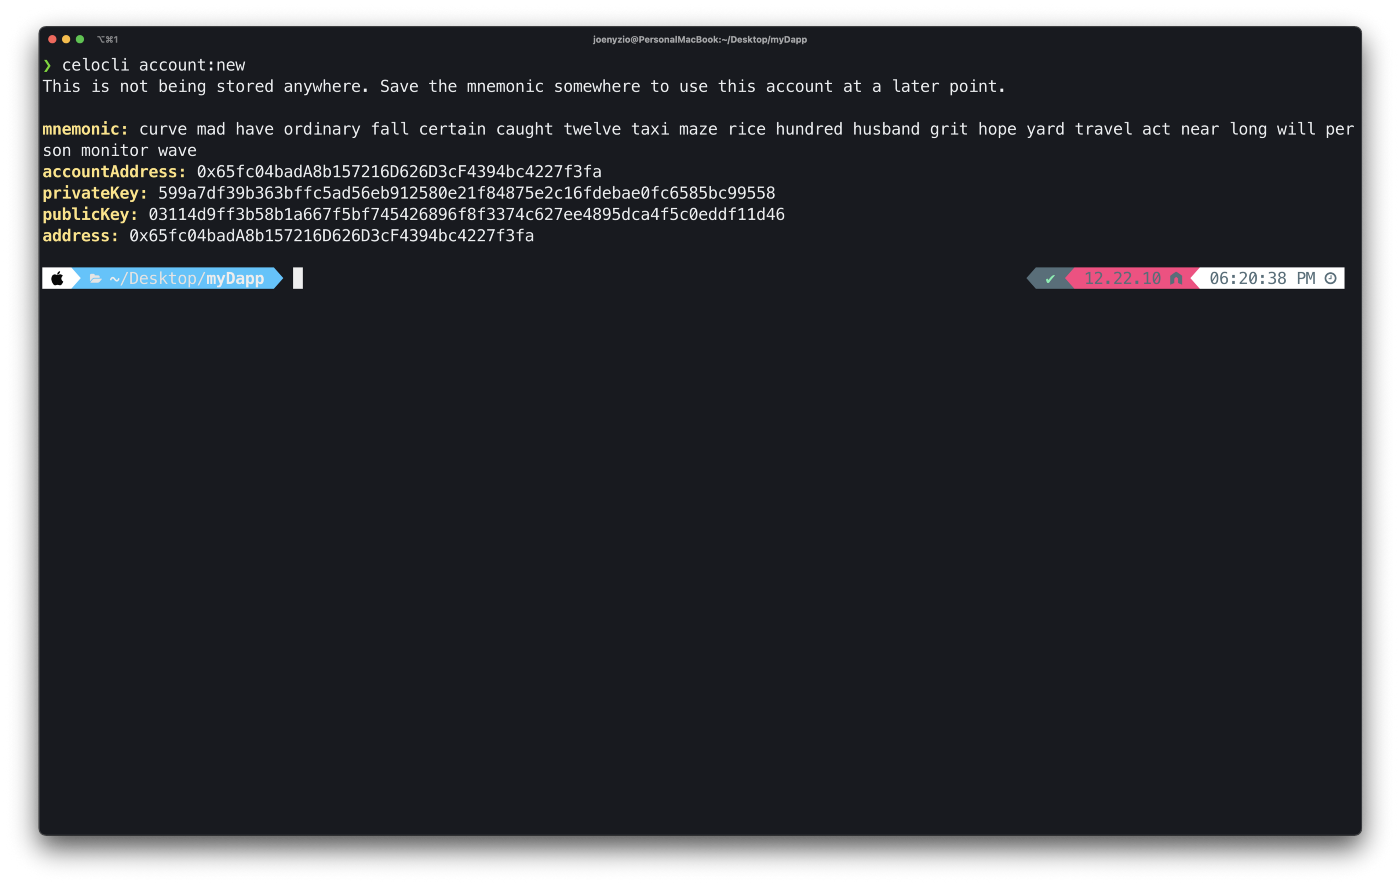 ⌥⌘1 joenyzio@PersonalMacBook:~/Desktop/myDapp
❯ celocli account:new
This is not being stored anywhere. Save the mnemonic somewhere to use this account at a later point.
mnemonic: curve mad have ordinary fall certain caught twelve taxi maze rice hundred husband grit hope yard travel act near long will per
son monitor wave
accountAddress: 0x65fc04badA8b157216D626D3cF4394bc4227f3fa
privateKey: 599a7df39b363bffc5ad56eb912580e21f84875e2c16fdebae0fc6585bc99558
publicKey: 03114d9ff3b58b1a667f5bf745426896f8f3374c627ee4895dca4f5c0eddf11d46
address: 0x65fc04badA8b157216D626D3cF4394bc4227f3fa
~/Desktop/myDapp ✔ 12.22.10 06:20:38 PM